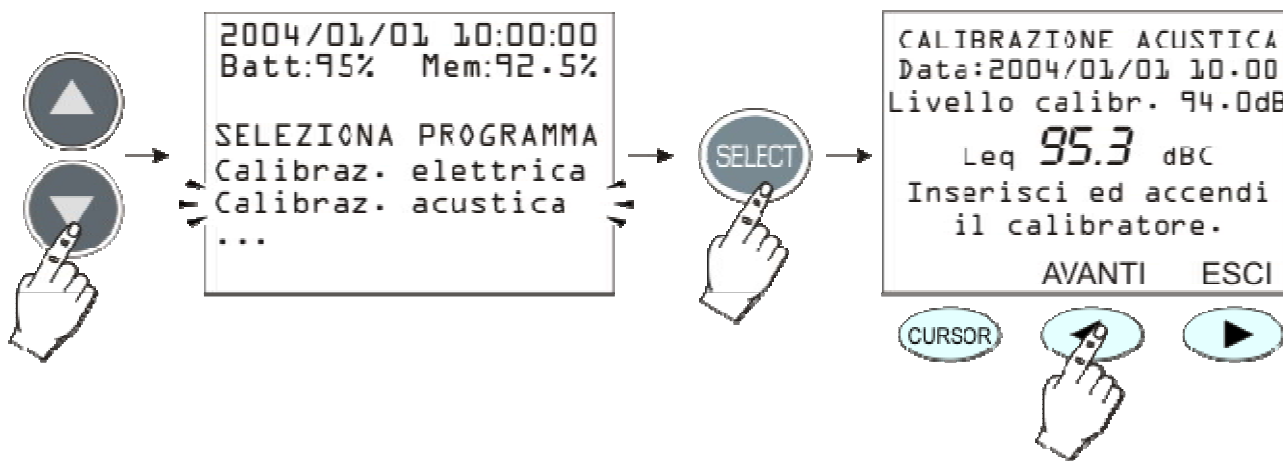 2004/01/01 10:00:00
Batt:95% Mem:92.5%
SELEZIONA PROGRAMMA
Calibraz. elettrica
Calibraz. acustica
...
SELECT
CALIBRAZIONE ACUSTICA
Data:2004/01/01 10.00
Livello calibr. 94.0dB
Leq 95.3 dBC
Inserisci ed accendi
il calibratore.
AVANTI ESCI
CURSOR